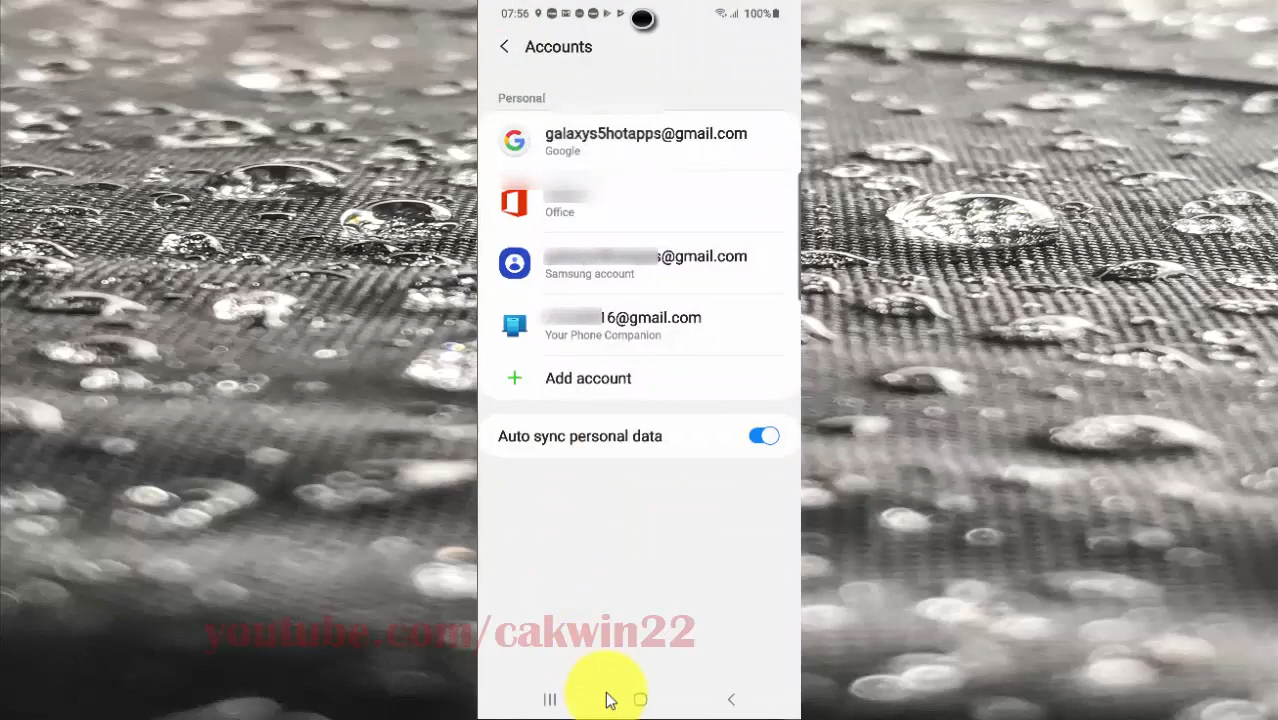 07:56 100%
Accounts
Personal
galaxys5hotapps@gmail.com
Google
Office
s@gmail.com
Samsung account
16@gmail.com
Your Phone Companion
Add account
Auto sync personal data
youtube.com/cakwin22